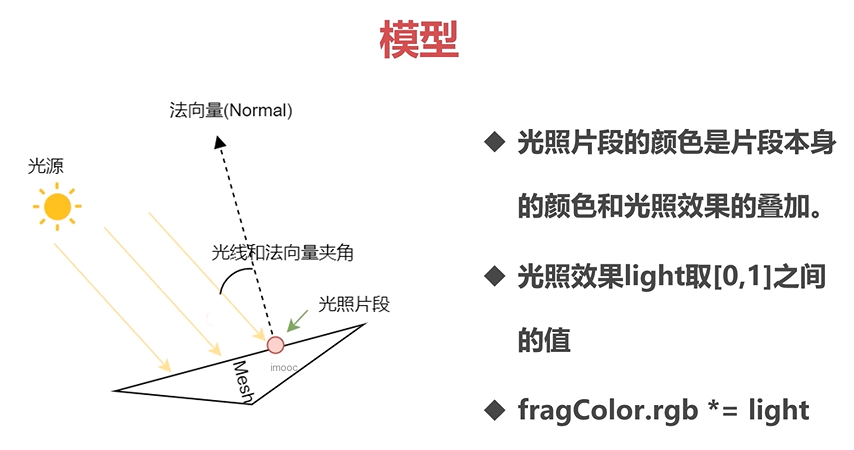 模型
法向量(Normal)
光源
光线和法向量夹角
光照片段
Mesh
imooc
◆ 光照片段的颜色是片段本身
的颜色和光照效果的叠加。
◆ 光照效果light取[0,1]之间
的值
◆ fragColor.rgb *= light